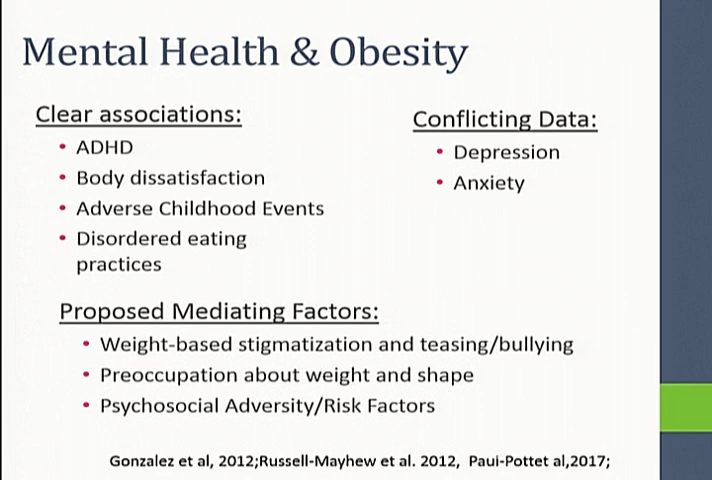 Mental Health & Obesity
Clear associations:
• ADHD
• Body dissatisfaction
• Adverse Childhood Events
• Disordered eating
practices
Conflicting Data:
• Depression
• Anxiety
Proposed Mediating Factors:
• Weight-based stigmatization and teasing/bullying
• Preoccupation about weight and shape
• Psychosocial Adversity/Risk Factors
Gonzalez et al, 2012;Russell-Mayhew et al. 2012, Paui-Pottet al,2017;